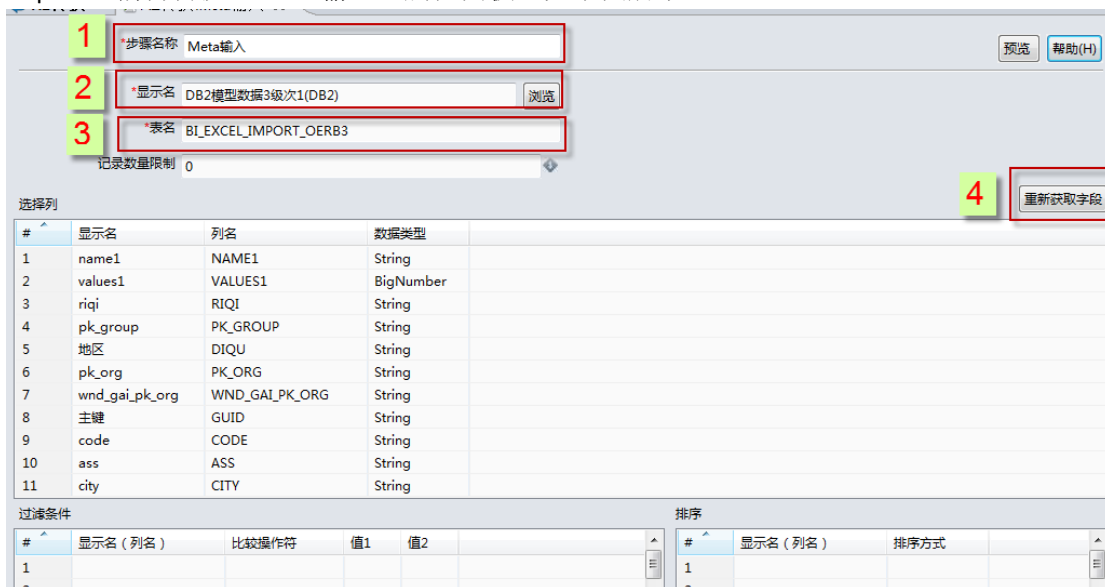 1 *步骤名称 Meta输入 预览 帮助(H)
2 *显示名 DB2模型数据3级次1(DB2) 浏览
3 *表名 BI_EXCEL_IMPORT_OERB3
记录数量限制 0
4 重新获取字段
选择列
# 显示名 列名 数据类型
1 name1 NAME1 String
2 values1 VALUES1 BigNumber
3 riqi RIQI String
4 pk_group PK_GROUP String
5 地区 DIQU String
6 pk_org PK_ORG String
7 wnd_gai_pk_org WND_GAI_PK_ORG String
8 主键 GUID String
9 code CODE String
10 ass ASS String
11 city CITY String
过滤条件 排序
# 显示名（列名） 比较操作符 值1 值2 # 显示名（列名） 排序方式
1 1